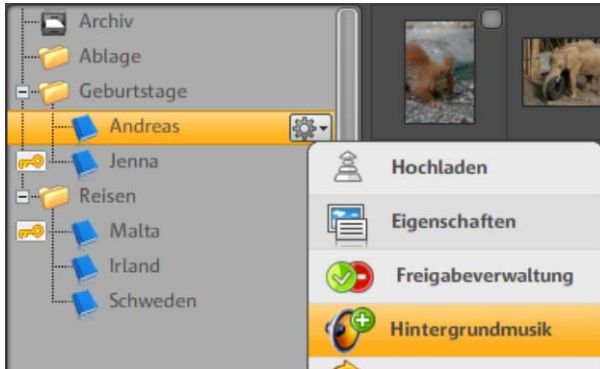 Archiv
Ablage
Geburtstage
Andreas
Jenna
Reisen
Malta
Irland
Schweden
Hochladen
Eigenschaften
Freigabeverwaltung
Hintergrundmusik